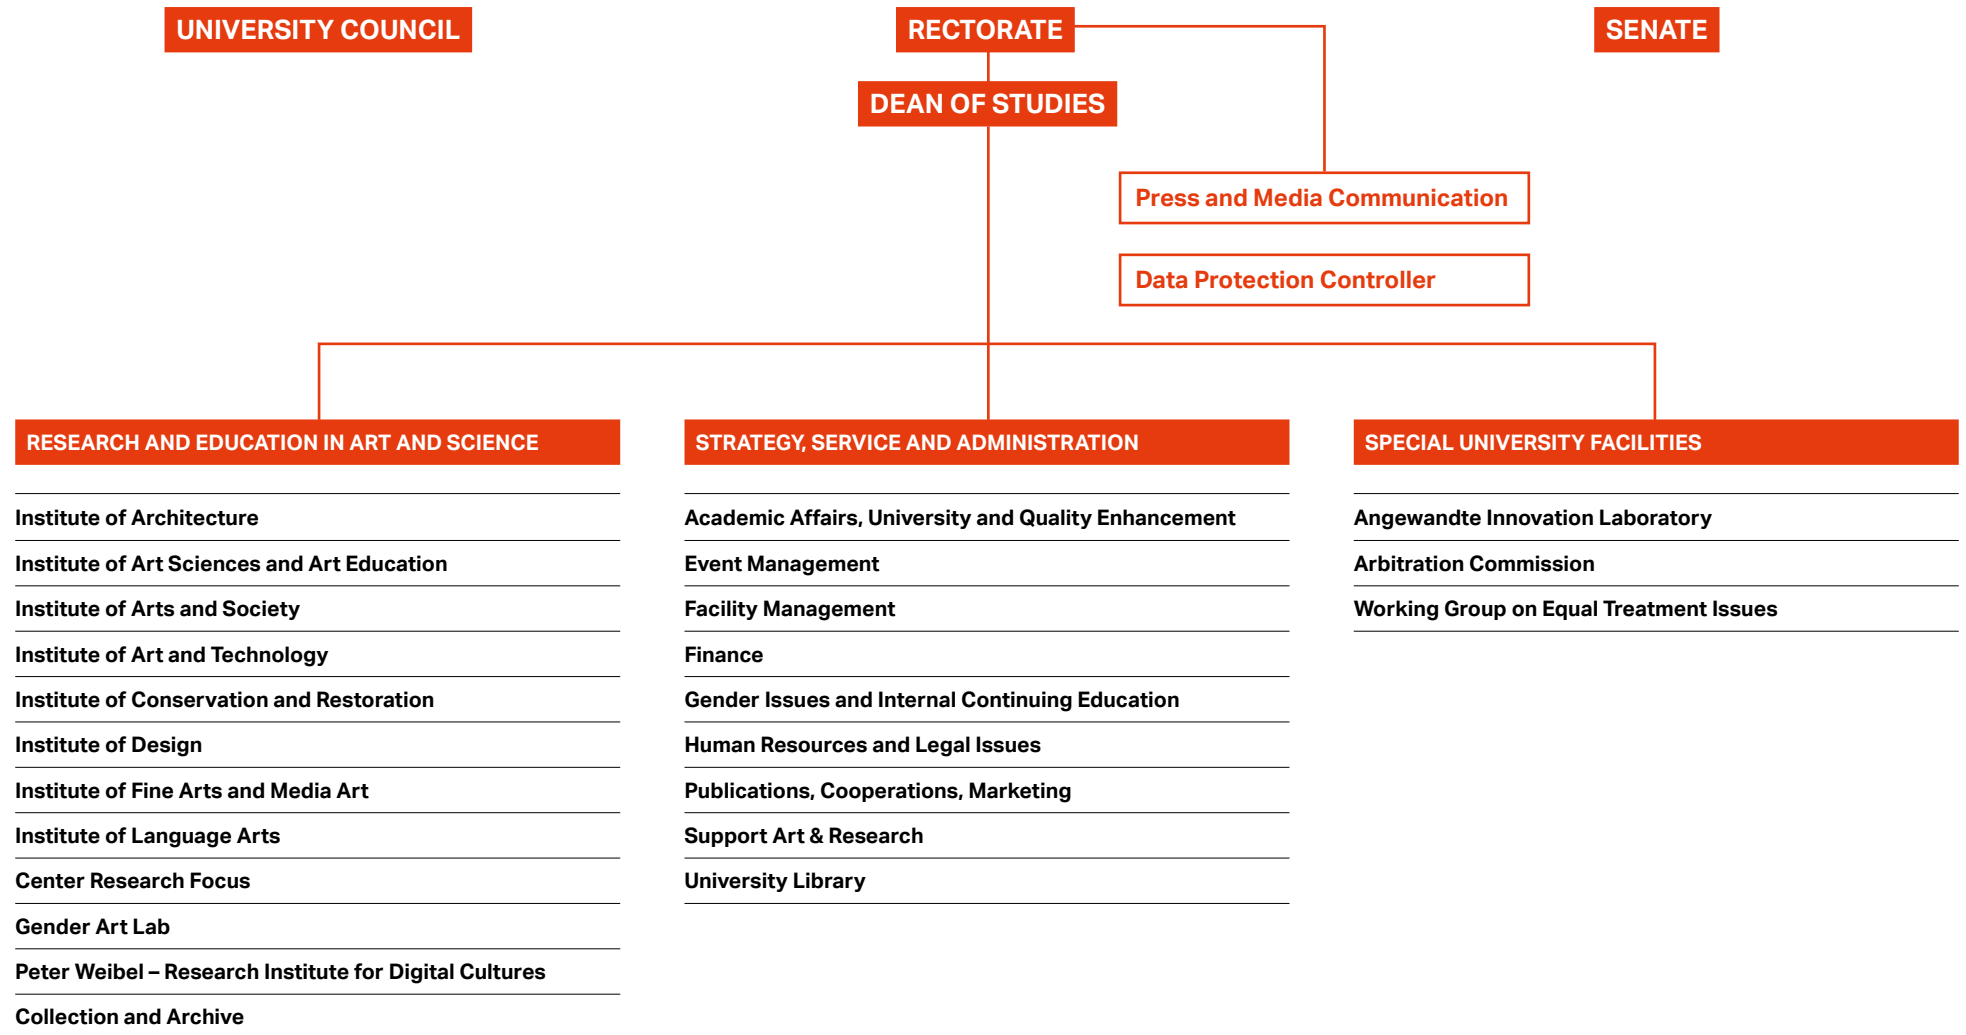 UNIVERSITY COUNCIL
RECTORATE
SENATE
DEAN OF STUDIES
Press and Media Communication
Data Protection Controller
RESEARCH AND EDUCATION IN ART AND SCIENCE
Institute of Architecture
Institute of Art Sciences and Art Education
Institute of Arts and Society
Institute of Art and Technology
Institute of Conservation and Restoration
Institute of Design
Institute of Fine Arts and Media Art
Institute of Language Arts
Center Research Focus
Gender Art Lab
Peter Weibel – Research Institute for Digital Cultures
Collection and Archive
STRATEGY, SERVICE AND ADMINISTRATION
Academic Affairs, University and Quality Enhancement
Event Management
Facility Management
Finance
Gender Issues and Internal Continuing Education
Human Resources and Legal Issues
Publications, Cooperations, Marketing
Support Art & Research
University Library
SPECIAL UNIVERSITY FACILITIES
Angewandte Innovation Laboratory
Arbitration Commission
Working Group on Equal Treatment Issues